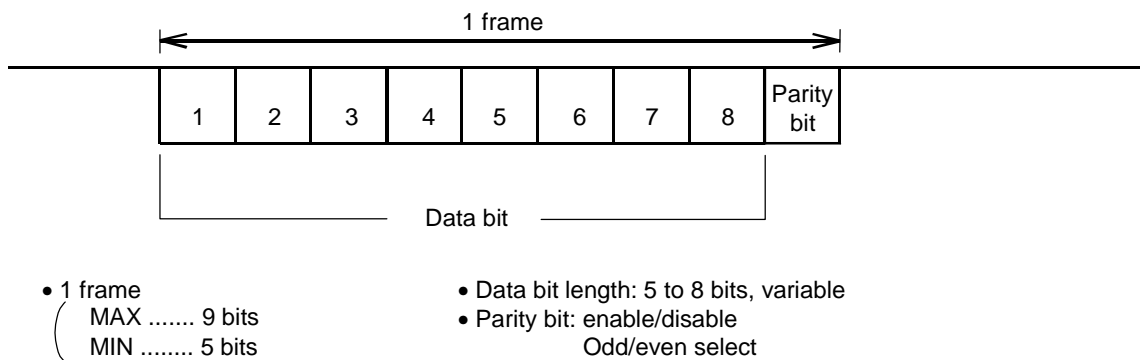 1 frame
1 2 3 4 5 6 7 8 Parity bit
Data bit
• 1 frame
MAX ....... 9 bits
MIN ........ 5 bits
• Data bit length: 5 to 8 bits, variable
• Parity bit: enable/disable
Odd/even select